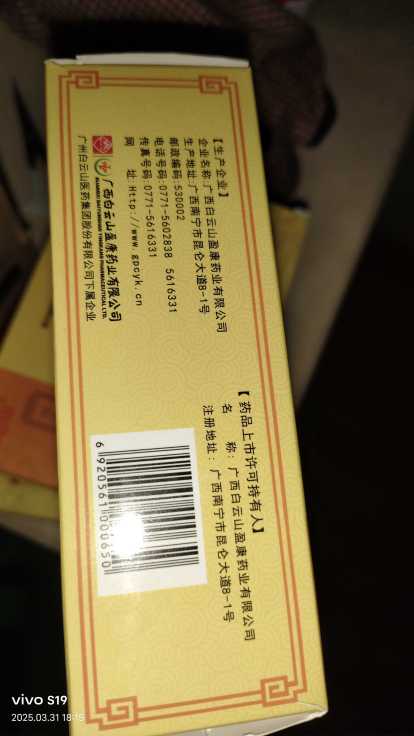 【生产企业】
企业名称:广西白云山盈康药业有限公司
生产地址:广西南宁市昆仑大道8-1号
邮政编码:530002
电话号码:0771-5602838 5616331
传真号码:0771-5616331
网 址:Http://www.gpcyk.cn
广西白云山盈康药业有限公司
GUANGXI BAIYUNSHAN YINGKANG PHARMACEUTICAL LTD.
广州白云山医药集团股份有限公司下属企业
【药品上市许可持有人】
名 称: 广西白云山盈康药业有限公司
注册地址: 广西南宁市昆仑大道8-1号
6 920561 000650
vivo S19
2025.03.31 18:15